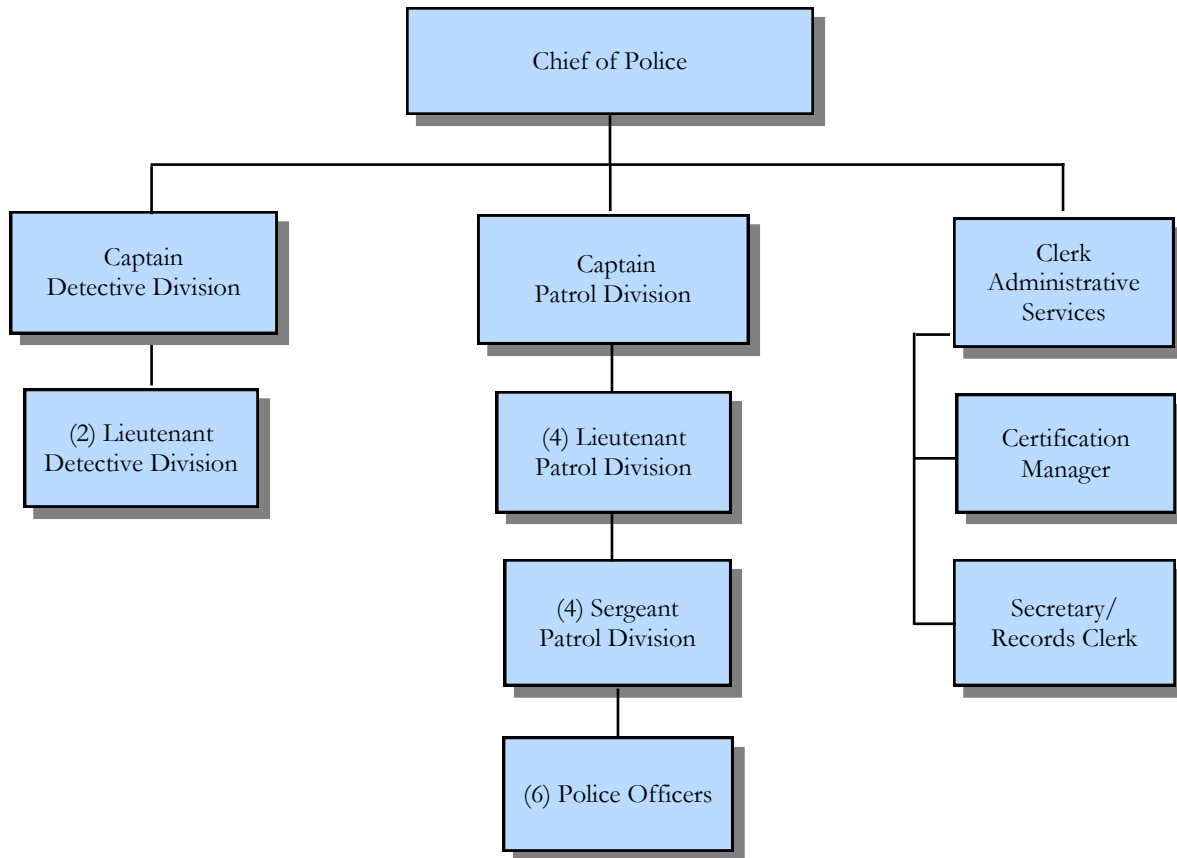 Chief of Police
Captain
Detective Division
Captain
Patrol Division
Clerk
Administrative
Services
(2) Lieutenant
Detective Division
(4) Lieutenant
Patrol Division
Certification
Manager
(4) Sergeant
Patrol Division
Secretary/
Records Clerk
(6) Police Officers